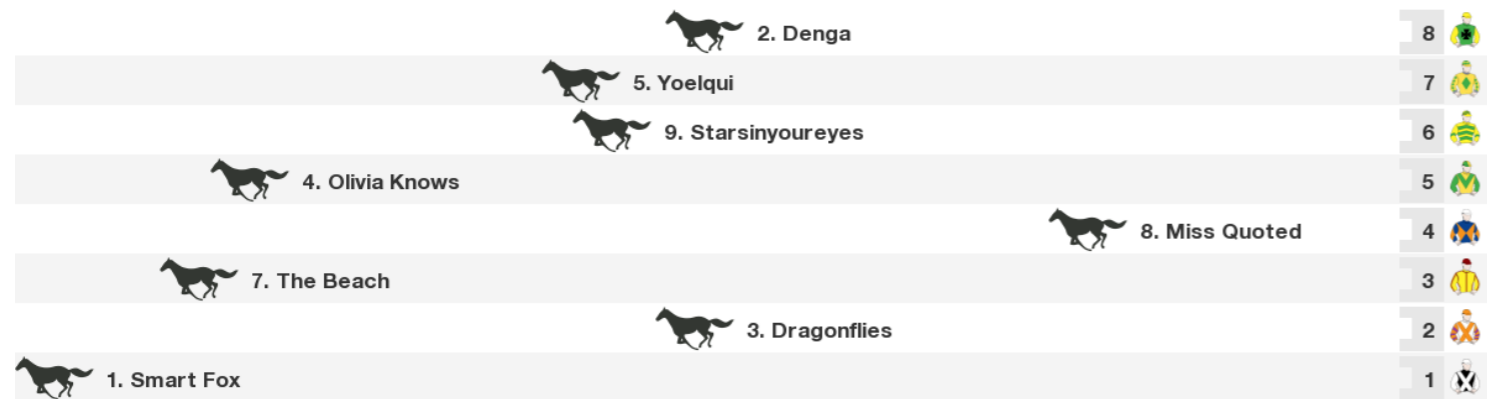 2. Denga 8
5. Yoelqui 7
9. Starsinyoureyes 6
4. Olivia Knows 5
8. Miss Quoted 4
7. The Beach 3
3. Dragonflies 2
1. Smart Fox 1